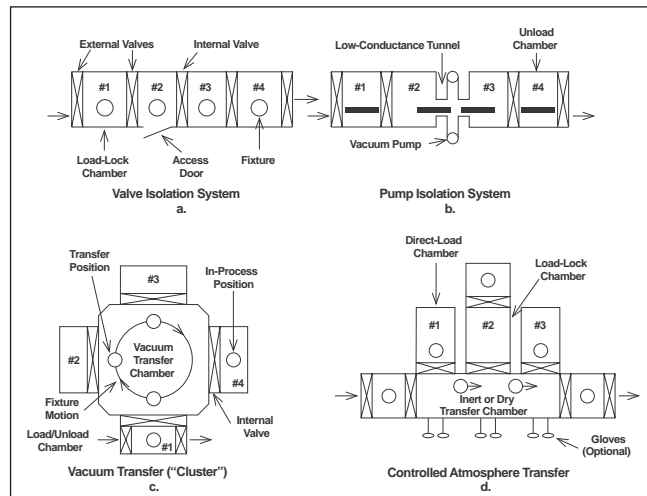 External Valves
Internal Valve
#1
#2
#3
#4
Load-Lock
Chamber
Access
Door
Fixture
Valve Isolation System
a.
Low-Conductance Tunnel
Unload
Chamber
#1
#2
#3
#4
Vacuum Pump
Pump Isolation System
b.
Transfer
Position
#3
In-Process
Position
#2
Vacuum
Transfer
Chamber
#4
Fixture
Motion
Load/Unload
Chamber
#1
Internal
Valve
Vacuum Transfer (“Cluster”)
c.
Direct-Load
Chamber
Load-Lock
Chamber
#1
#2
#3
Inert or Dry
Transfer Chamber
Gloves
(Optional)
Controlled Atmosphere Transfer
d.